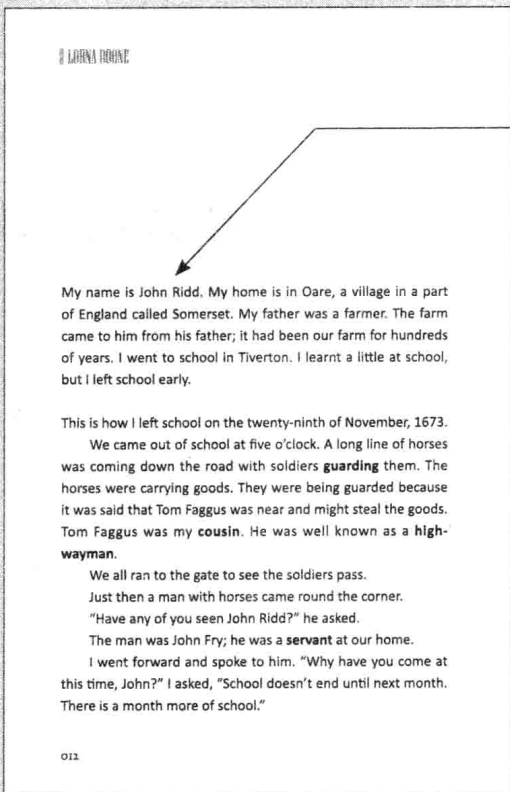 LORNA DOONE
My name is John Ridd. My home is in Oare, a village in a part
of England called Somerset. My father was a farmer. The farm
came to him from his father; it had been our farm for hundreds
of years. I went to school in Tiverton. I learnt a little at school,
but I left school early.
This is how I left school on the twenty-ninth of November, 1673.
We came out of school at five o'clock. A long line of horses
was coming down the road with soldiers guarding them. The
horses were carrying goods. They were being guarded because
it was said that Tom Faggus was near and might steal the goods.
Tom Faggus was my cousin. He was well known as a high-
wayman.
We all ran to the gate to see the soldiers pass.
Just then a man with horses came round the corner.
"Have any of you seen John Ridd?" he asked.
The man was John Fry; he was a servant at our home.
I went forward and spoke to him. "Why have you come at
this time, John?" I asked, "School doesn't end until next month.
There is a month more of school."
012